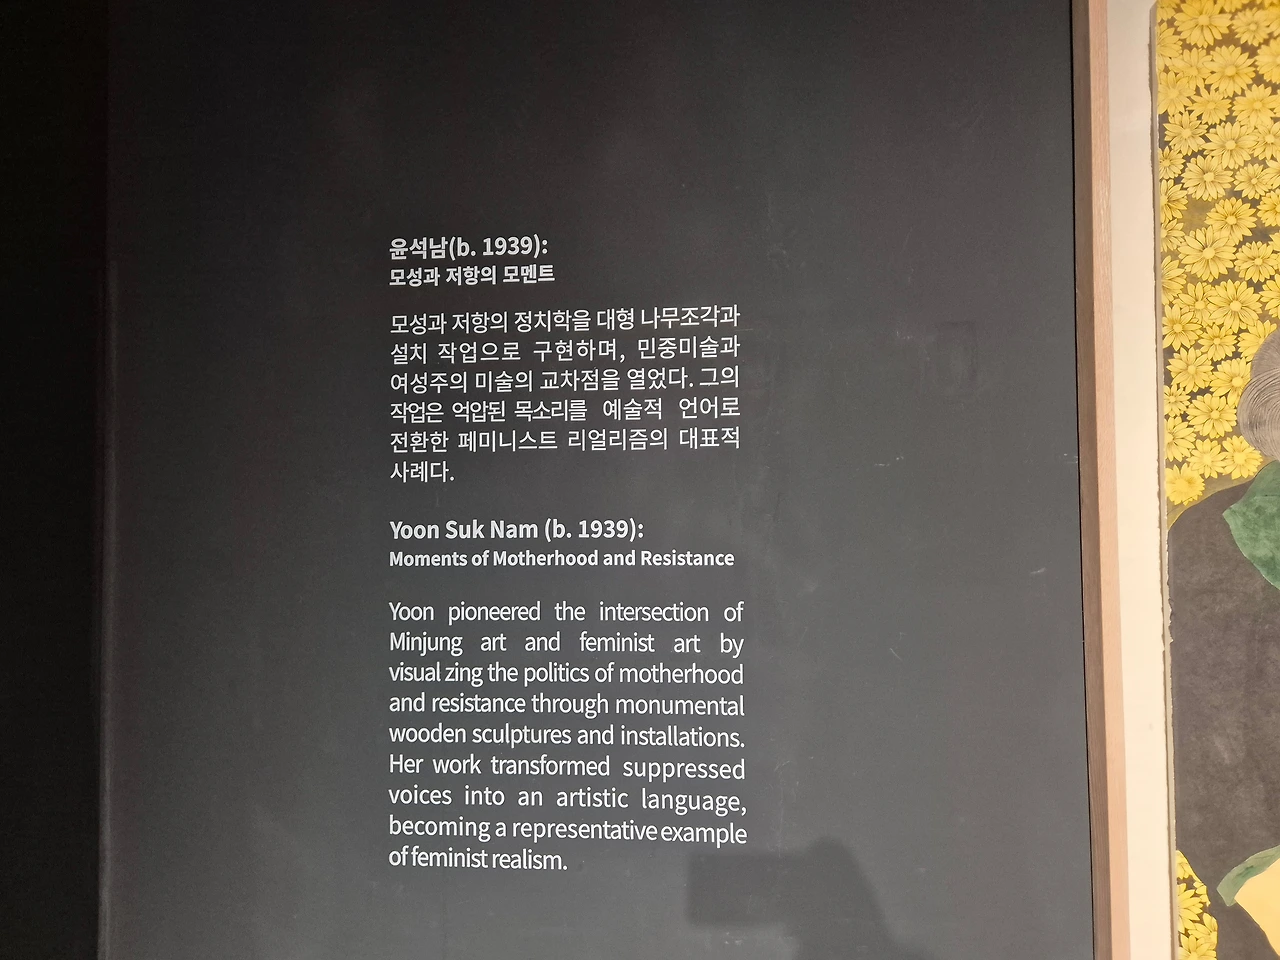 윤석남(b. 1939):
모성과 저항의 모멘트
모성과 저항의 정치학을 대형 나무조각과
설치 작업으로 구현하며, 민중미술과
여성주의 미술의 교차점을 열었다. 그의
작업은 억압된 목소리를 예술적 언어로
전환한 페미니스트 리얼리즘의 대표적
사례다.
Yoon Suk Nam (b. 1939):
Moments of Motherhood and Resistance
Yoon pioneered the intersection of
Minjung art and feminist art by
visual zing the politics of motherhood
and resistance through monumental
wooden sculptures and installations.
Her work transformed suppressed
voices into an artistic language,
becoming a representative example
of feminist realism.